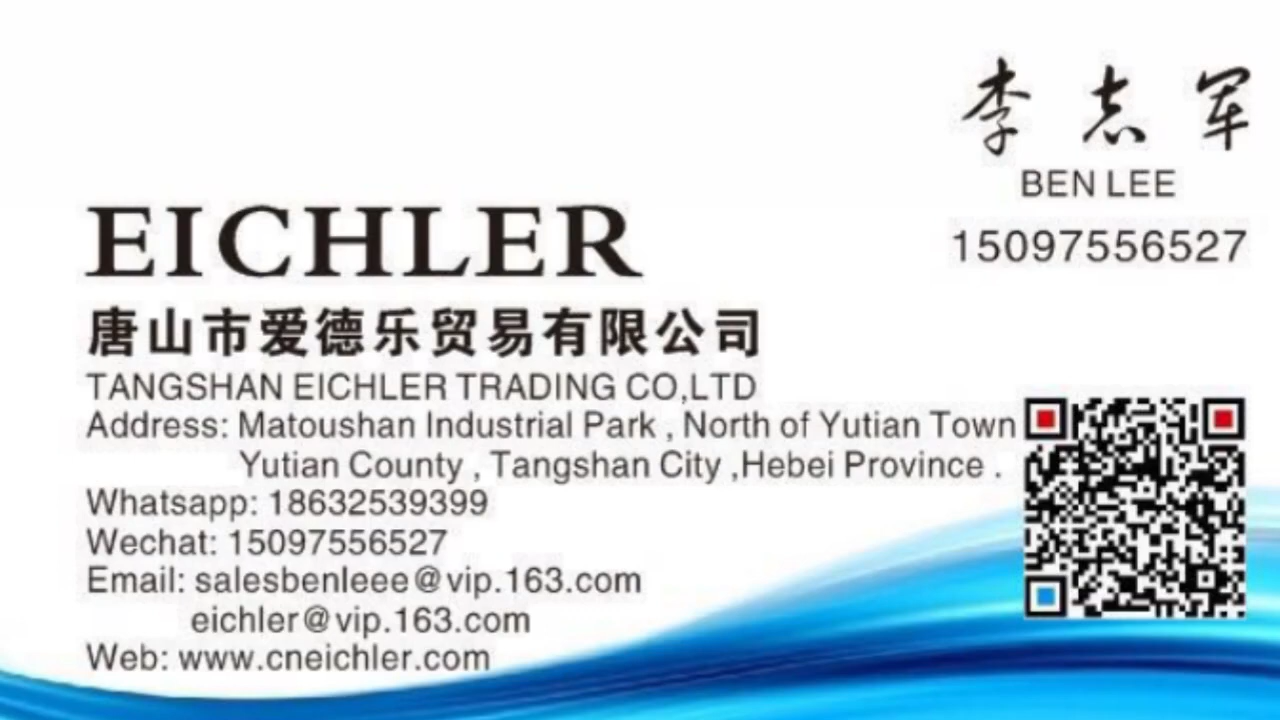 李志军
BEN LEE
15097556527
EICHLER
唐山市爱德乐贸易有限公司
TANGSHAN EICHLER TRADING CO,LTD
Address: Matoushan Industrial Park , North of Yutian Town
Yutian County , Tangshan City ,Hebei Province .
Whatsapp: 18632539399
Wechat: 15097556527
Email: salesbenleee@vip.163.com
eichler@vip.163.com
Web: www.cneichler.com